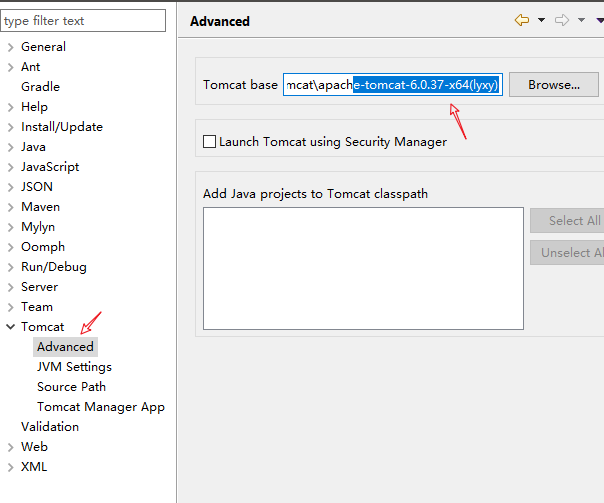 type filter text
General
Ant
Gradle
Help
Install/Update
Java
JavaScript
JSON
Maven
Mylyn
Oomph
Run/Debug
Server
Team
Tomcat
Advanced
JVM Settings
Source Path
Tomcat Manager App
Validation
Web
XML
Advanced
Tomcat base mcat\apache-tomcat-6.0.37-x64(lyxy) Browse...
Launch Tomcat using Security Manager
Add Java projects to Tomcat classpath
Select All
Unselect Al